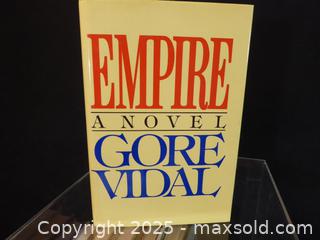 EMPIRE
A NOVEL
GORE
VIDAL
Copyright 2025 - maxsold.com